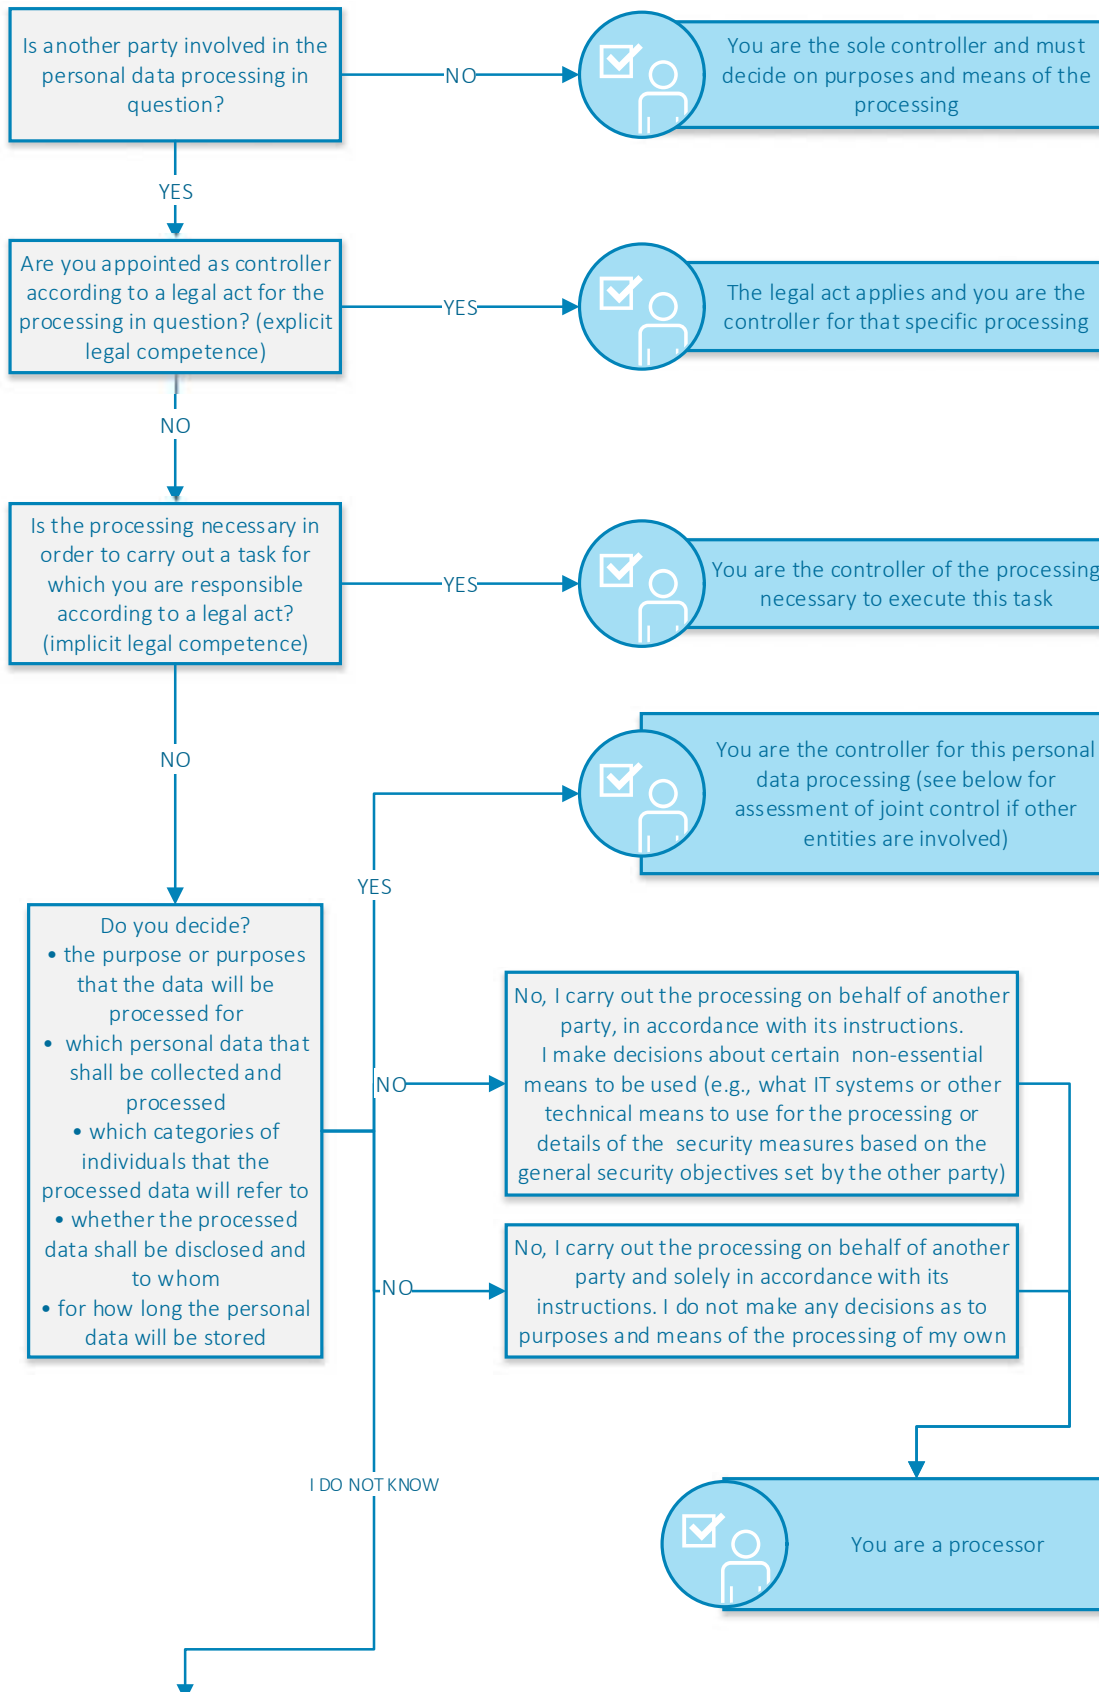 Is another party involved in the
personal data processing in
question?
NO
You are the sole controller and must
decide on purposes and means of the
processing
YES
Are you appointed as controller
according to a legal act for the
processing in question? (explicit
legal competence)
YES
The legal act applies and you are the
controller for that specific processing
NO
Is the processing necessary in
order to carry out a task for
which you are responsible
according to a legal act?
(implicit legal competence)
YES
You are the controller of the processing
necessary to execute this task
NO
You are the controller for this personal
data processing (see below for
assessment of joint control if other
entities are involved)
YES
Do you decide?
• the purpose or purposes
that the data will be
processed for
• which personal data that
shall be collected and
processed
• which categories of
individuals that the
processed data will refer to
• whether the processed
data shall be disclosed and
to whom
• for how long the personal
data will be stored
NO
No, I carry out the processing on behalf of another
party, in accordance with its instructions.
I make decisions about certain non-essential
means to be used (e.g., what IT systems or other
technical means to use for the processing or
details of the security measures based on the
general security objectives set by the other party)
NO
No, I carry out the processing on behalf of another
party and solely in accordance with its
instructions. I do not make any decisions as to
purposes and means of the processing of my own
I DO NOT KNOW
You are a processor